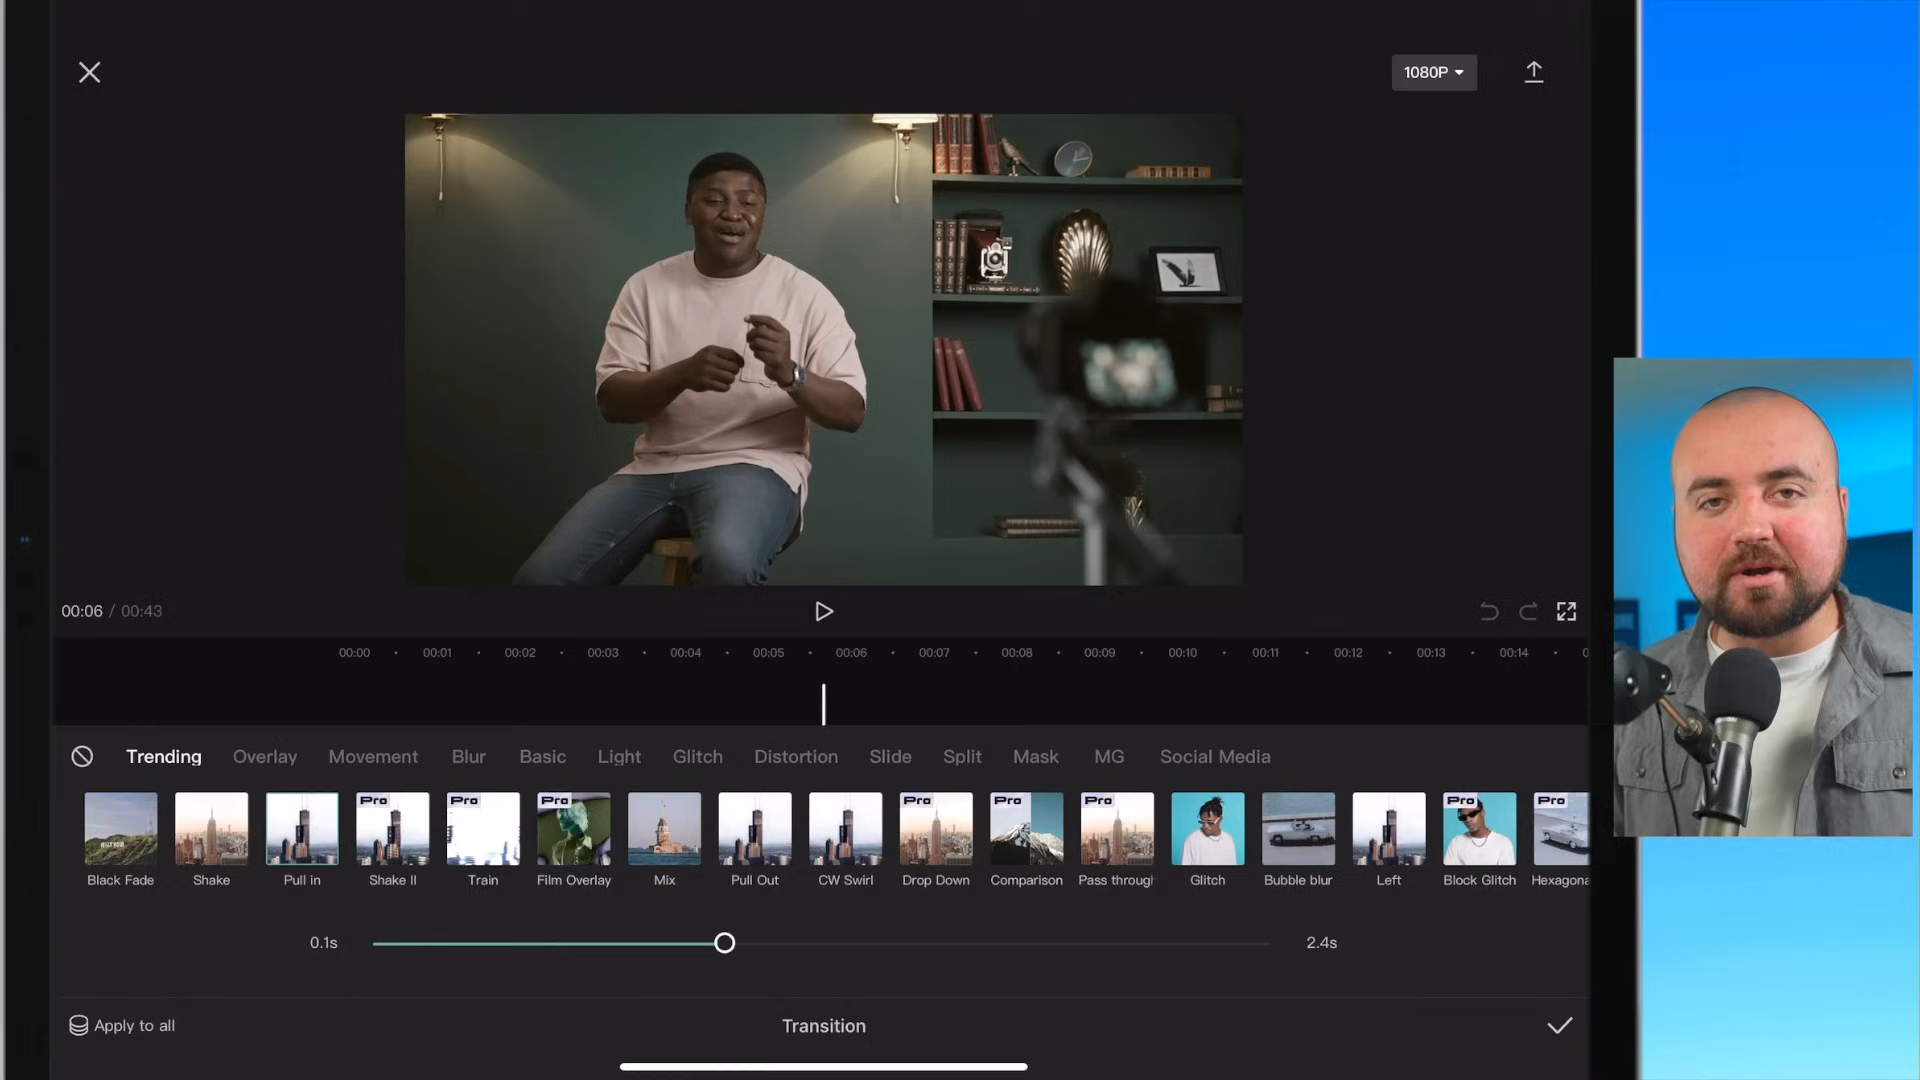 1080P
00:06 / 00:43
00:00 00:01 00:02 00:03 00:04 00:05 00:06 00:07 00:08 00:09 00:10 00:11 00:12 00:13 00:14
Trending Overlay Movement Blur Basic Light Glitch Distortion Slide Split Mask MG Social Media
Pro Pro Pro Pro Pro Pro Pro Pro
Black Fade Shake Pull in Shake II Train Film Overlay Mix Pull Out CW Swirl Drop Down Comparison Pass through Glitch Bubble blur Left Block Glitch Hexagona
0.1s 2.4s
Apply to all Transition